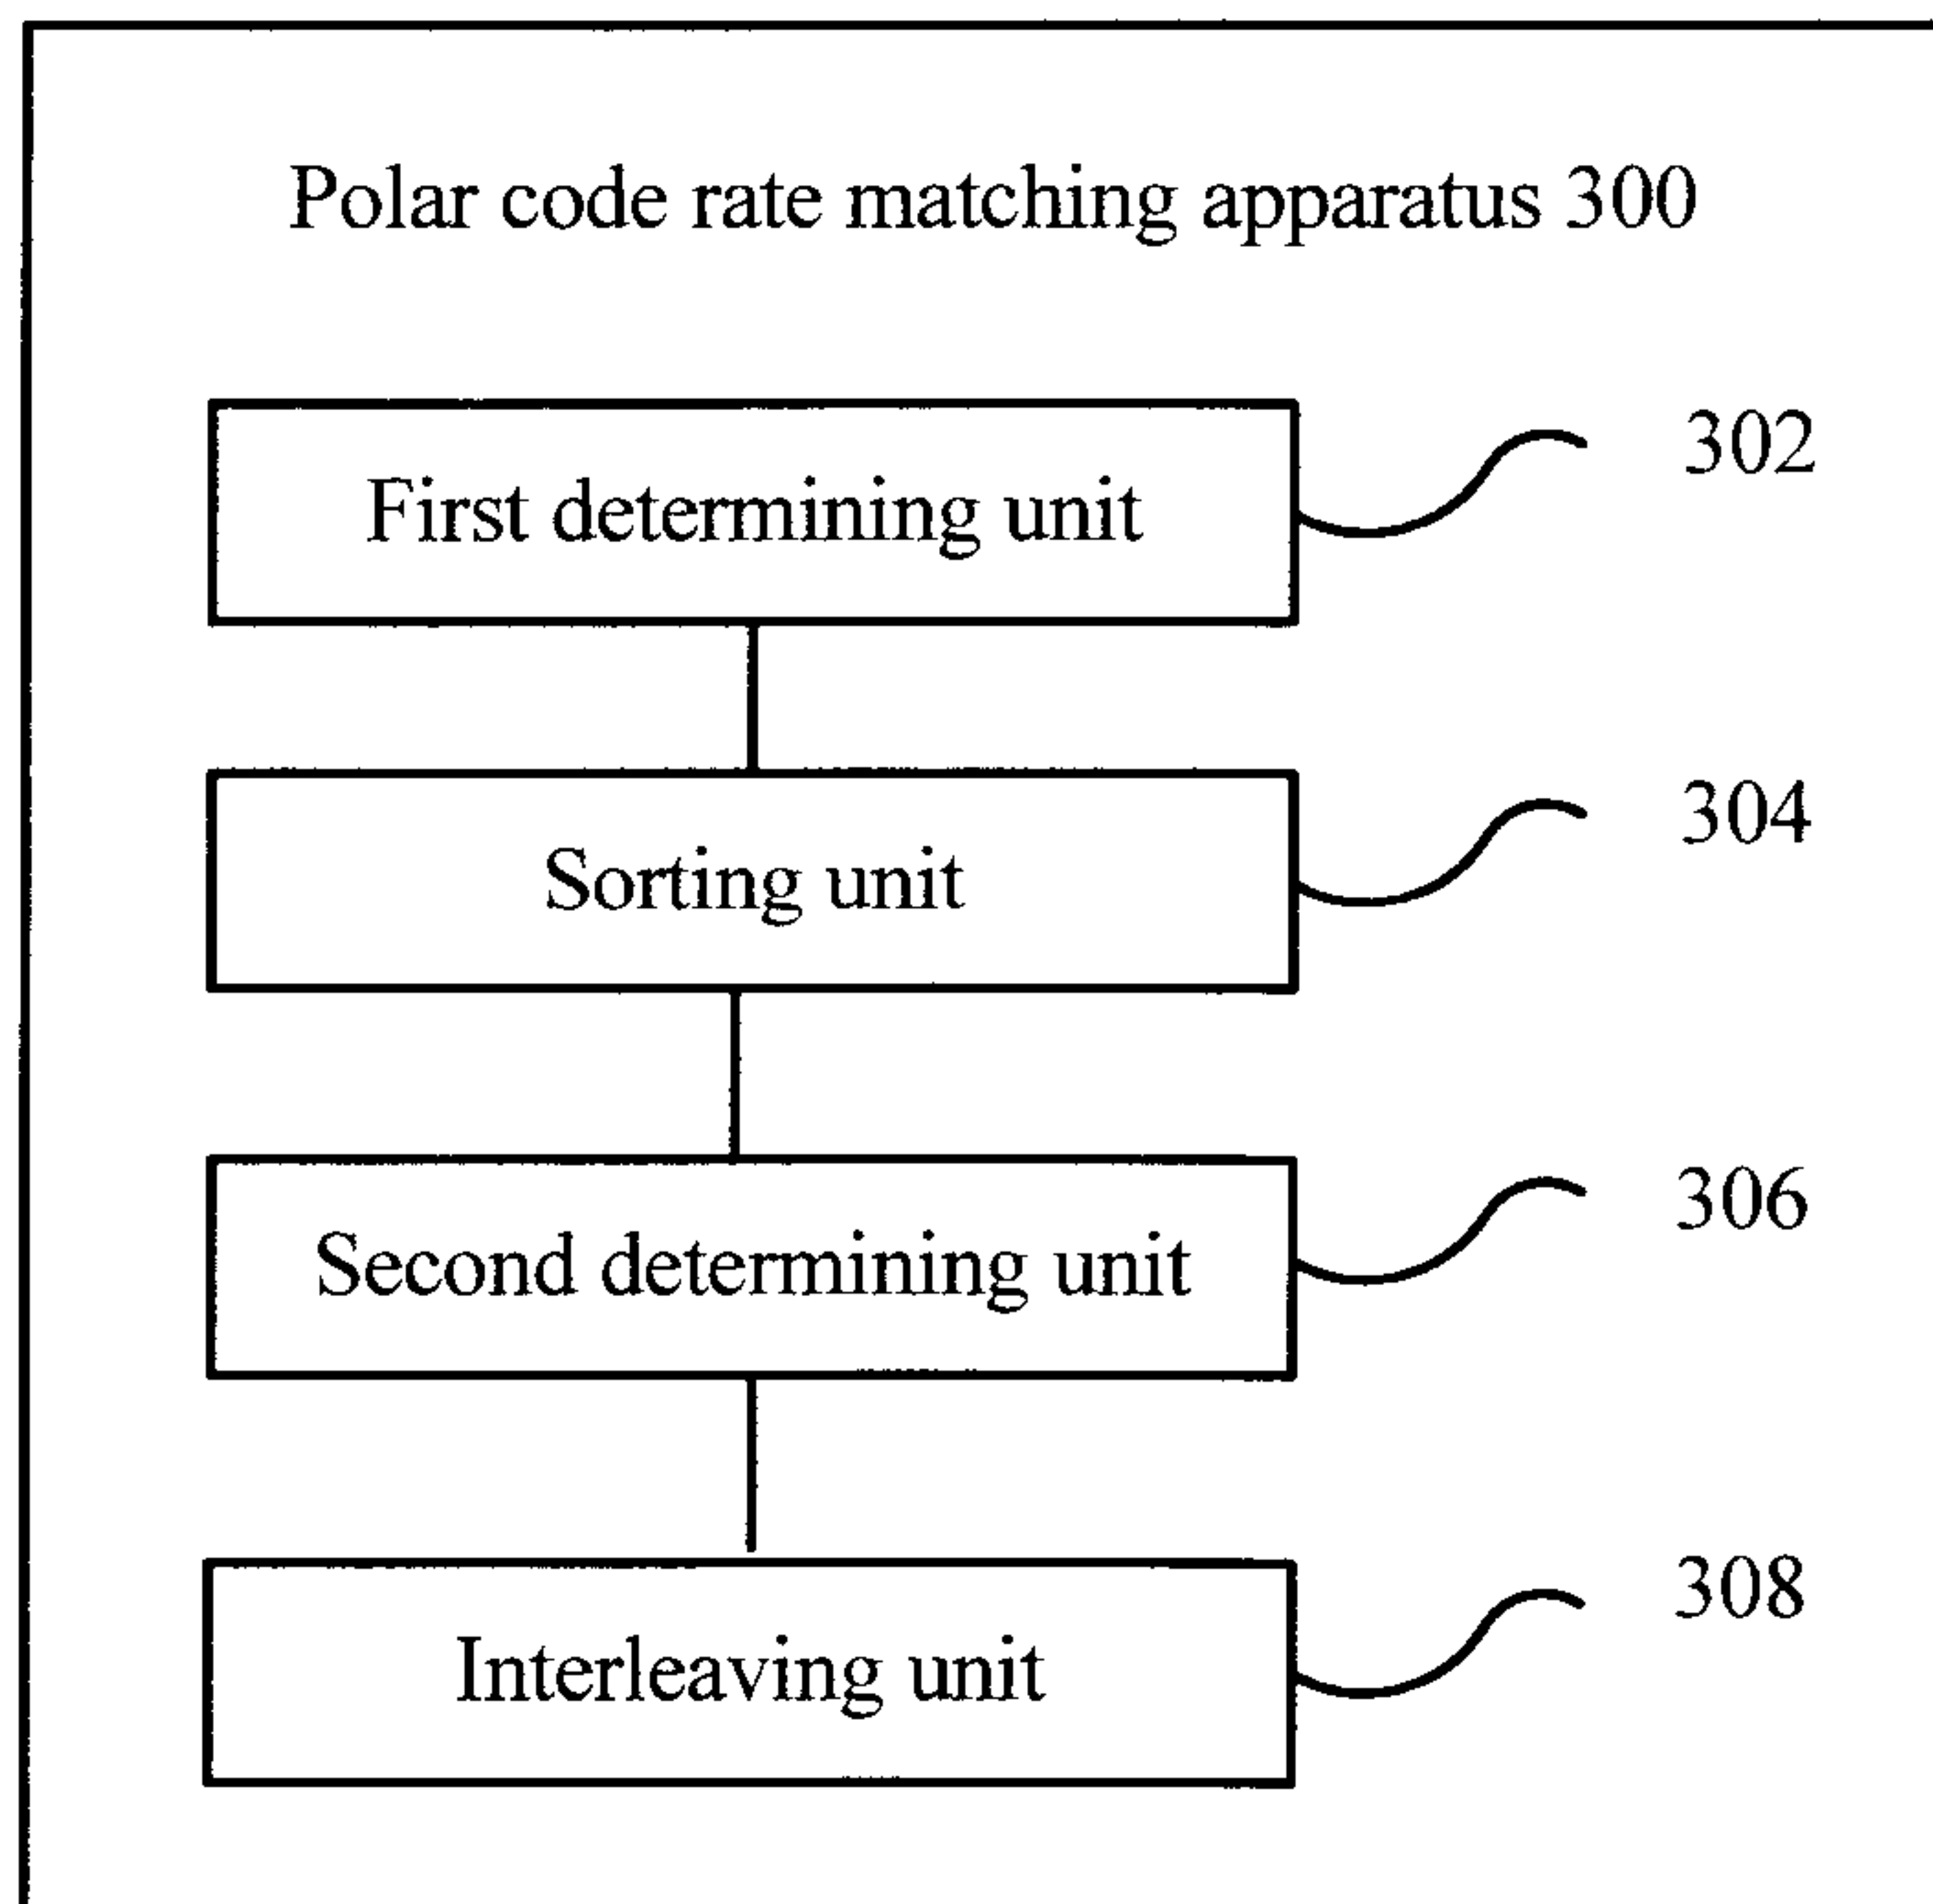 Polar code rate matching apparatus 300
First determining unit
302
Sorting unit
304
Second determining unit
306
Interleaving unit
308